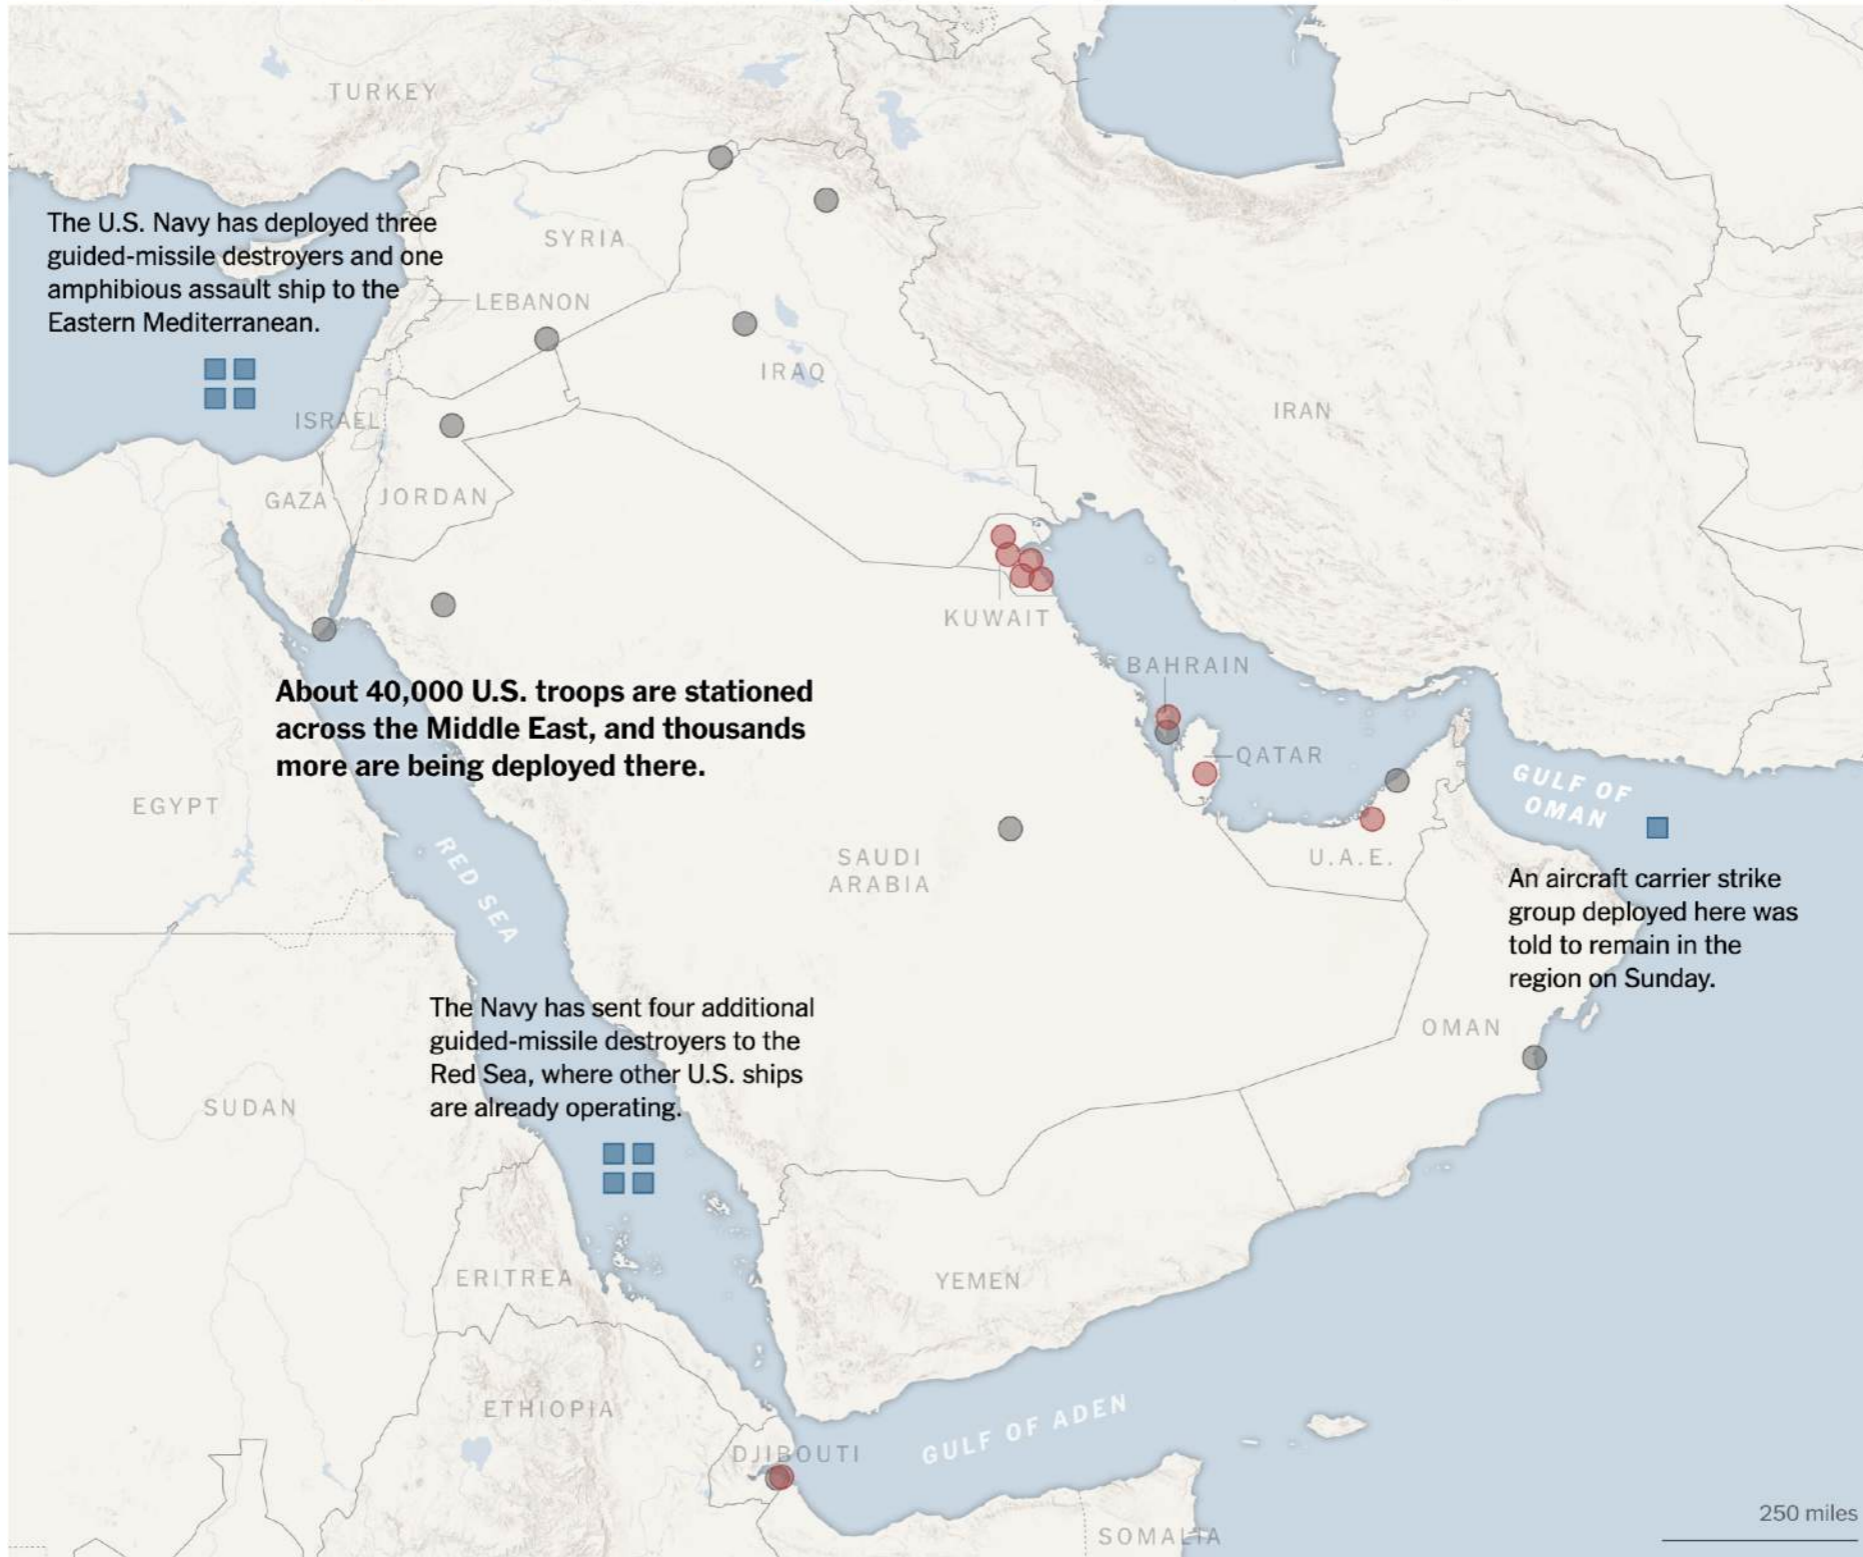 TURKEY
The U.S. Navy has deployed three
guided-missile destroyers and one
amphibious assault ship to the
Eastern Mediterranean.
SYRIA
LEBANON
IRAQ
ISRAEL
IRAN
GAZA
JORDAN
KUWAIT
BAHRAIN
About 40,000 U.S. troops are stationed
across the Middle East, and thousands
more are being deployed there.
QATAR
GULF OF
OMAN
EGYPT
RED SEA
SAUDI
ARABIA
U.A.E.
An aircraft carrier strike
group deployed here was
told to remain in the
region on Sunday.
The Navy has sent four additional
guided-missile destroyers to the
Red Sea, where other U.S. ships
are already operating.
OMAN
SUDAN
ERITREA
YEMEN
ETHIOPIA
GULF OF ADEN
DJIBOUTI
250 miles
SOMALIA